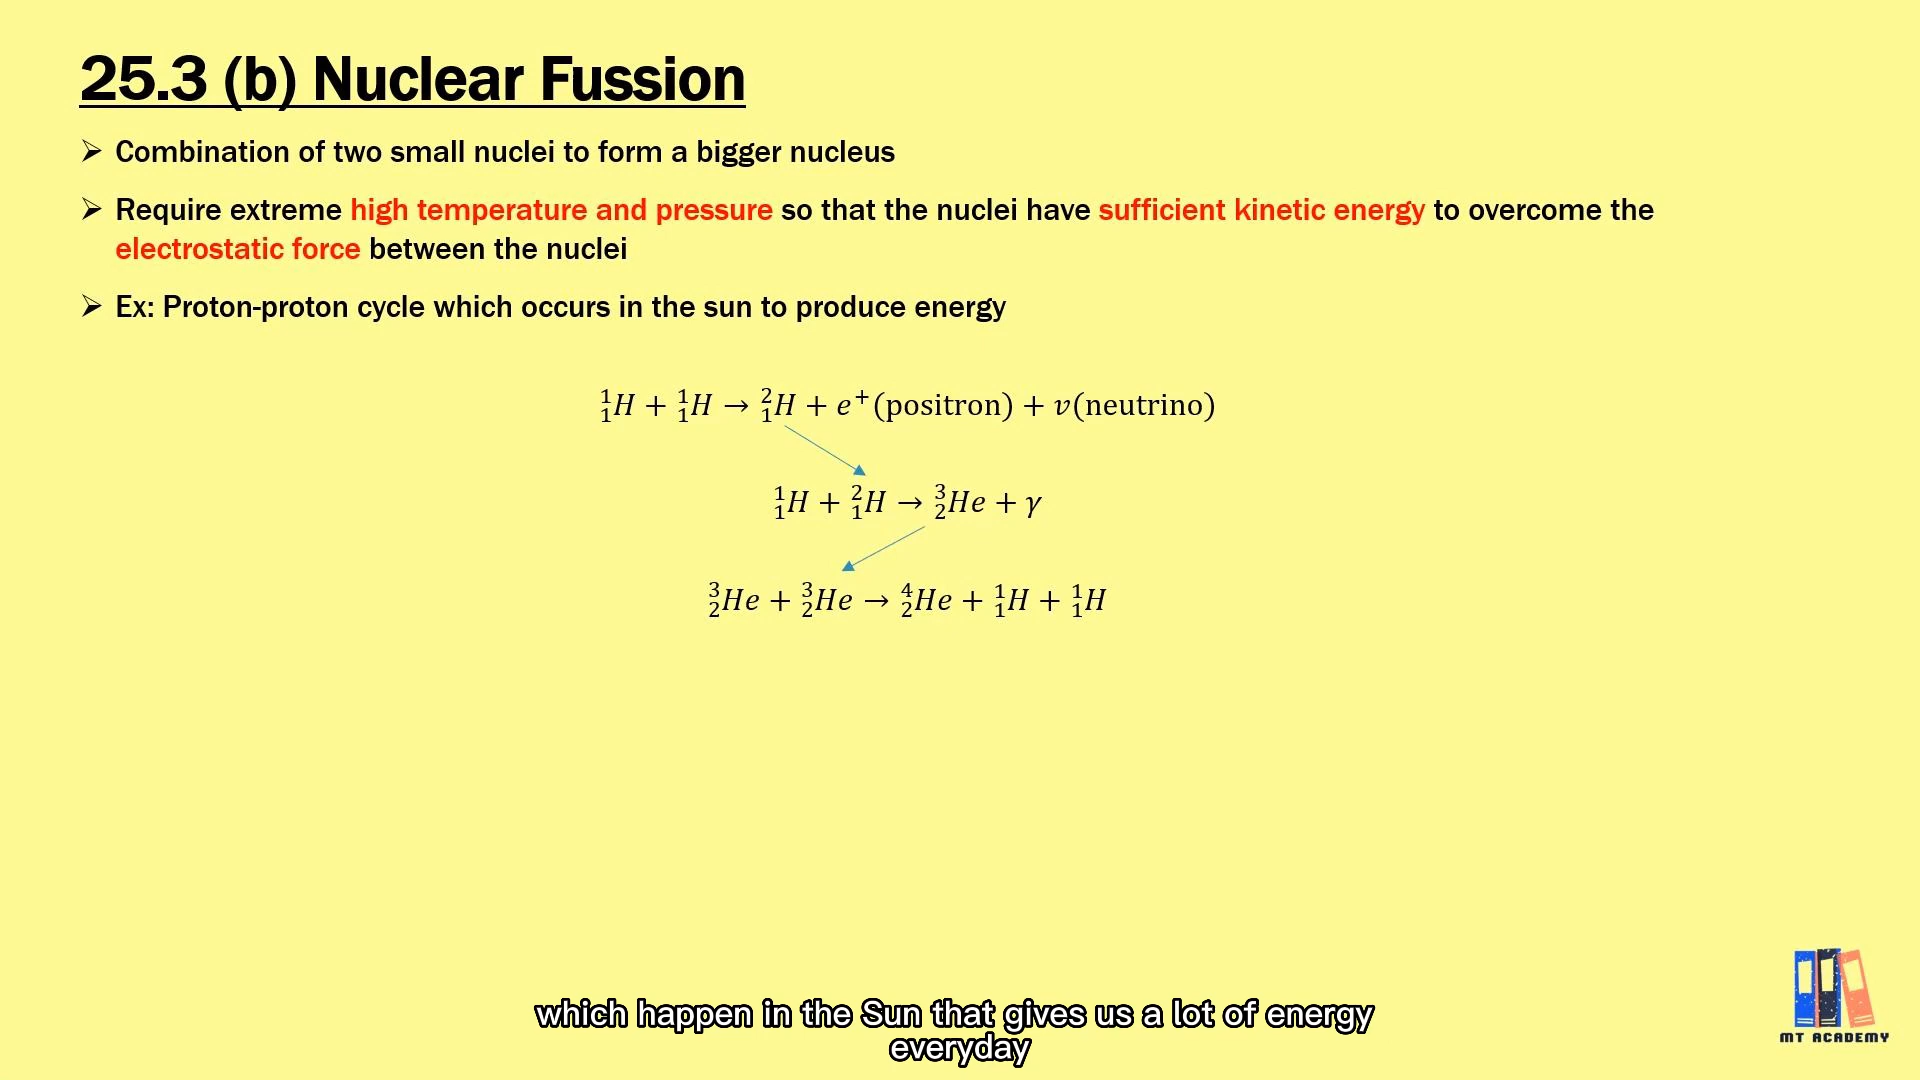 25.3 (b) Nuclear Fussion
➢ Combination of two small nuclei to form a bigger nucleus
➢ Require extreme high temperature and pressure so that the nuclei have sufficient kinetic energy to overcome the
electrostatic force between the nuclei
➢ Ex: Proton-proton cycle which occurs in the sun to produce energy
¹₁H + ¹₁H → ²₁H + e⁺(positron) + v(neutrino)
¹₁H + ²₁H → ³₂He + γ
³₂He + ³₂He → ⁴₂He + ¹₁H + ¹₁H
which happen in the Sun that gives us a lot of energy
everyday
MT ACADEMY